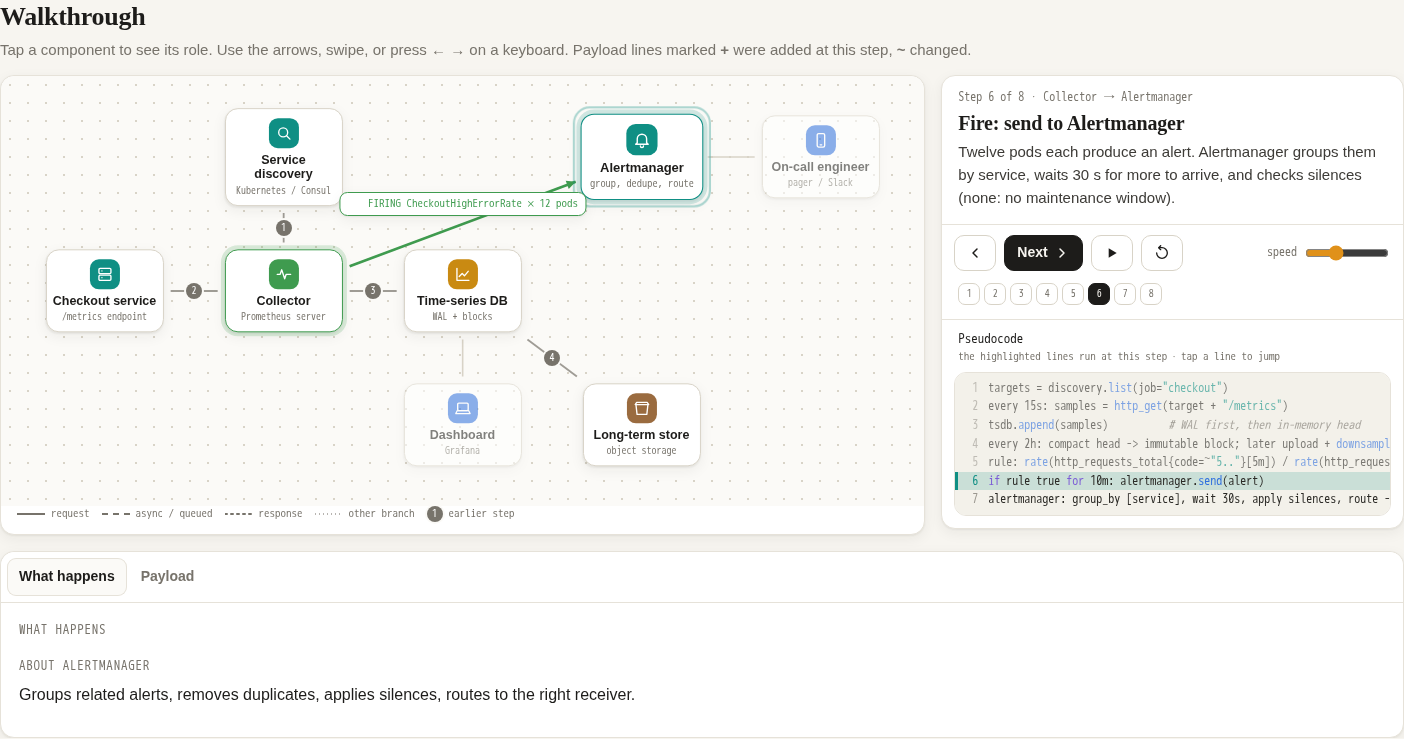 Walkthrough
Tap a component to see its role. Use the arrows, swipe, or press ← → on a keyboard. Payload lines marked + were added at this step, ~ changed.
Service
discovery
Kubernetes / Consul
Alertmanager
group, dedupe, route
On-call engineer
pager / Slack
FIRING CheckoutHighErrorRate × 12 pods
1
Checkout service
/metrics endpoint
2
Collector
Prometheus server
3
Time-series DB
WAL + blocks
4
Dashboard
Grafana
Long-term store
object storage
request
async / queued
response
other branch
1
earlier step
Step 6 of 8 · Collector → Alertmanager
Fire: send to Alertmanager
Twelve pods each produce an alert. Alertmanager groups them
by service, waits 30 s for more to arrive, and checks silences
(none: no maintenance window).
Next
speed
1 2 3 4 5 6 7 8
Pseudocode
the highlighted lines run at this step · tap a line to jump
1 targets = discovery.list(job="checkout")
2 every 15s: samples = http_get(target + "/metrics")
3 tsdb.append(samples) # WAL first, then in-memory head
4 every 2h: compact head -> immutable block; later upload + downsampl
5 rule: rate(http_requests_total{code=~"5.."}[5m]) / rate(http_reques
6 if rule true for 10m: alertmanager.send(alert)
7 alertmanager: group_by [service], wait 30s, apply silences, route -
What happens
Payload
WHAT HAPPENS
ABOUT ALERTMANAGER
Groups related alerts, removes duplicates, applies silences, routes to the right receiver.